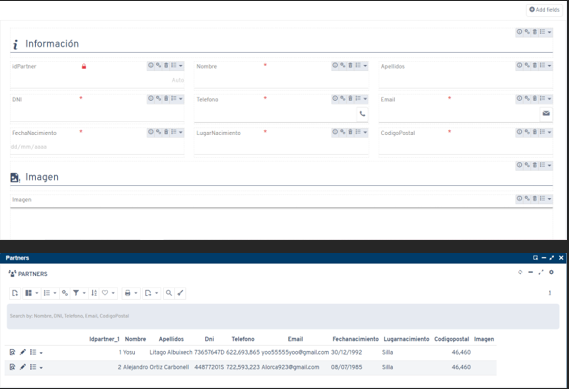 Add fields
Información
idPartner * Nombre * Apellidos
Auto
DNI * Telefono * Email *
FechaNacimiento * LugarNacimiento * CodigoPostal *
dd/mm/aaaa
Imagen
Imagen
Partners
PARTNERS
Search by: Nombre, DNI, Telefono, Email, CodigoPostal
Idpartner_1 Nombre Apellidos Dni Telefono Email Fechanacimiento Lugarnacimiento Codigopostal Imagen
1 Yosu Litago Albuixech 73657647D 622,693,865 yoo55555yoo@gmail.com 30/12/1992 Silla 46,460
2 Alejandro Ortiz Carbonell 44877201S 722,593,223 Alorce923@gmail.com 08/07/1985 Silla 46,460